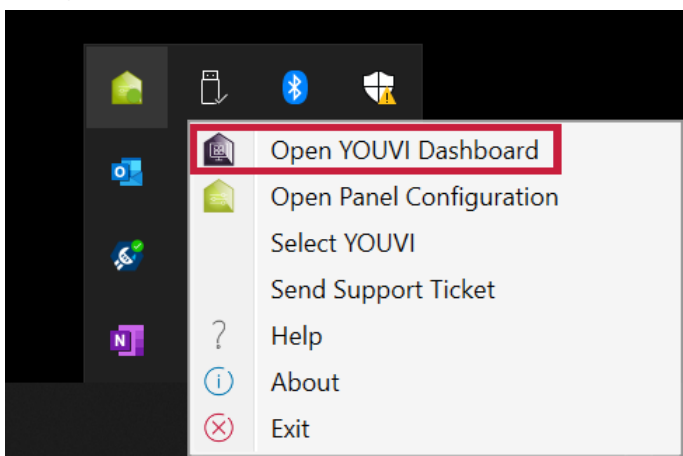 Open YOUVI Dashboard
Open Panel Configuration
Select YOUVI
Send Support Ticket
Help
About
Exit